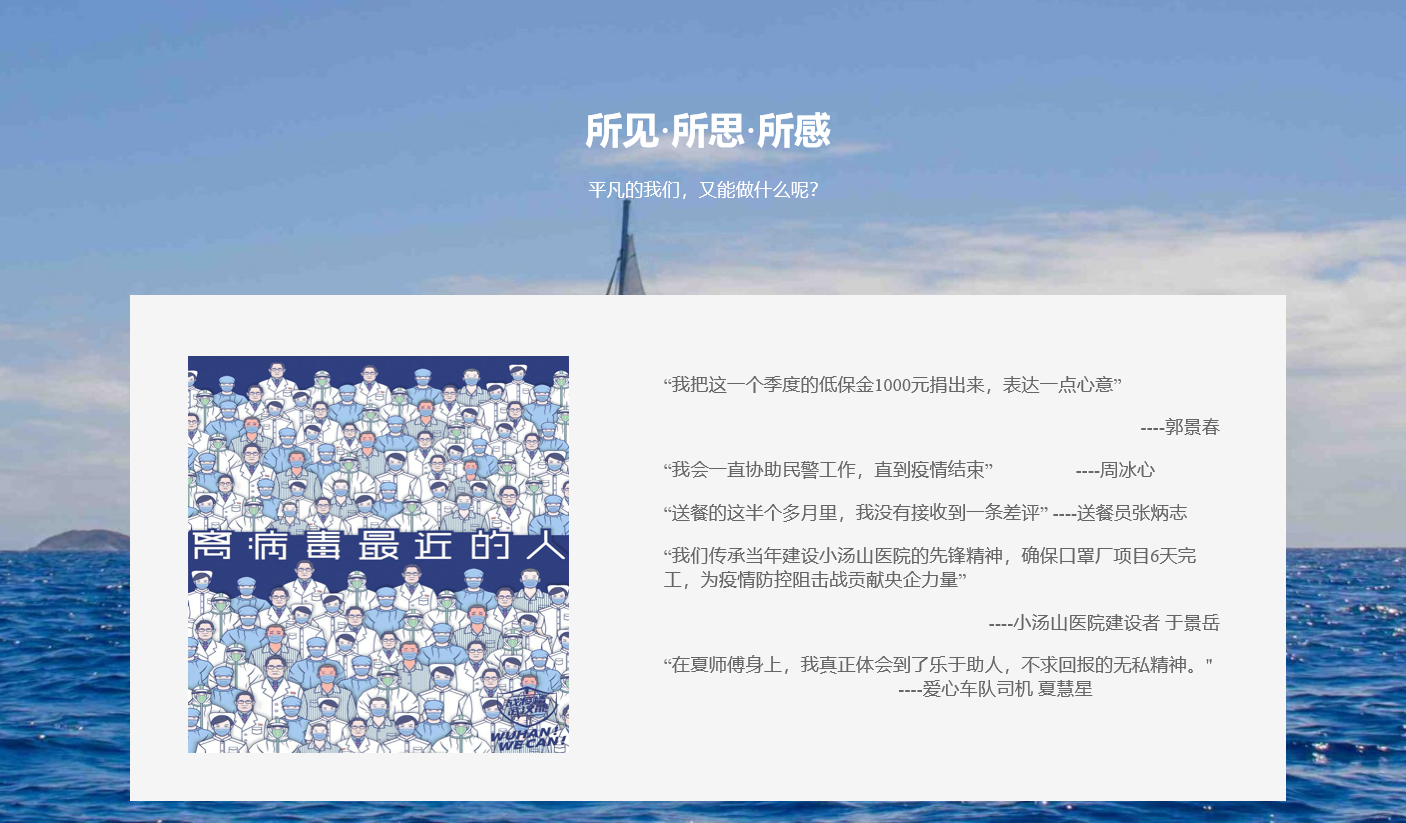 所见·所思·所感
平凡的我们，又能做什么呢？
“我把这一个季度的低保金1000元捐出来，表达一点心意”
----郭景春
“我会一直协助民警工作，直到疫情结束” ----周冰心
“送餐的这半个多月里，我没有接收到一条差评” ----送餐员张炳志
“我们传承当年建设小汤山医院的先锋精神，确保口罩厂项目6天完
工，为疫情防控阻击战贡献央企力量”
----小汤山医院建设者 于景岳
“在夏师傅身上，我真正体会到了乐于助人，不求回报的无私精神。"
----爱心车队司机 夏慧星
离病毒最近的人
WUHAN!
WE CAN!